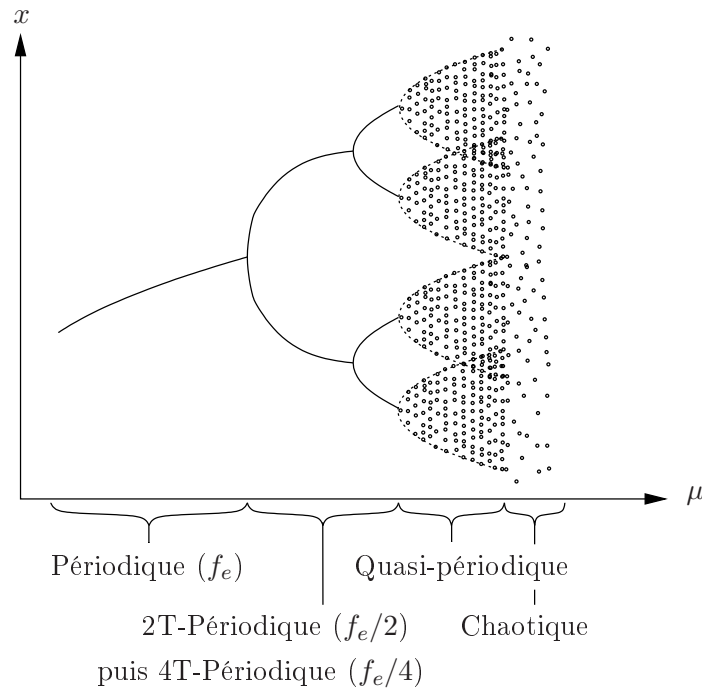 x
μ
Périodique (f_e)
Quasi-périodique
2T-Périodique (f_e/2)
Chaotique
puis 4T-Périodique (f_e/4)